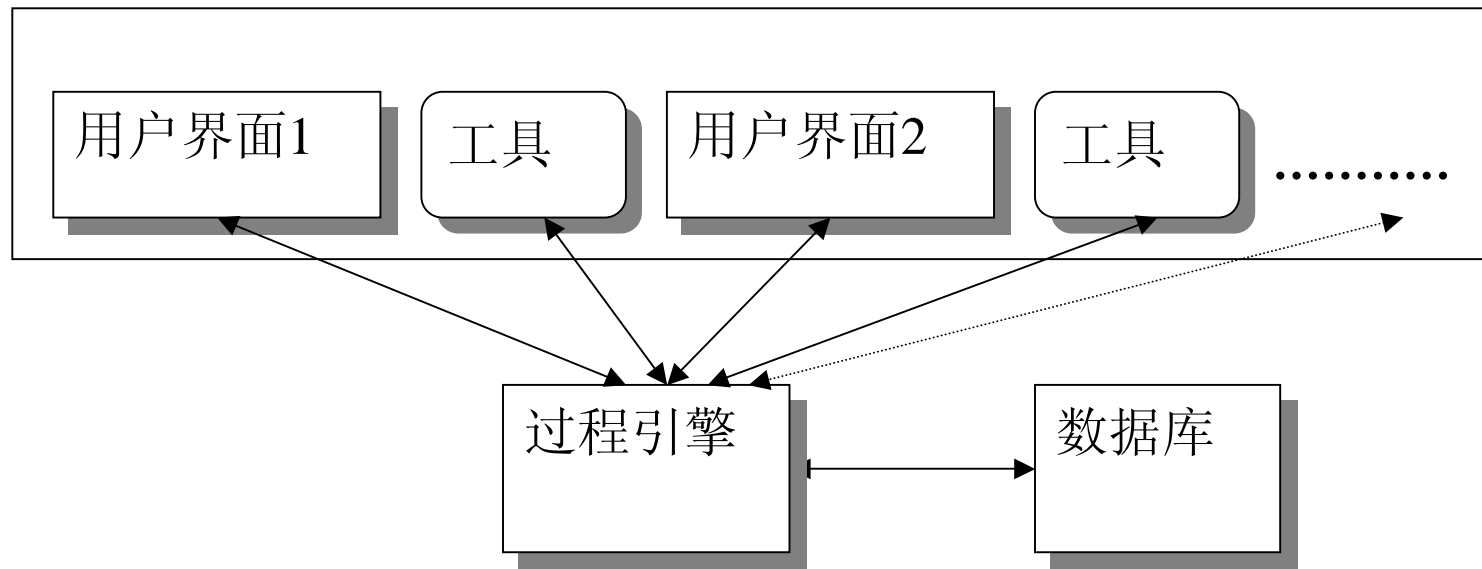 用户界面1
工具
用户界面2
工具
...........
过程引擎
数据库